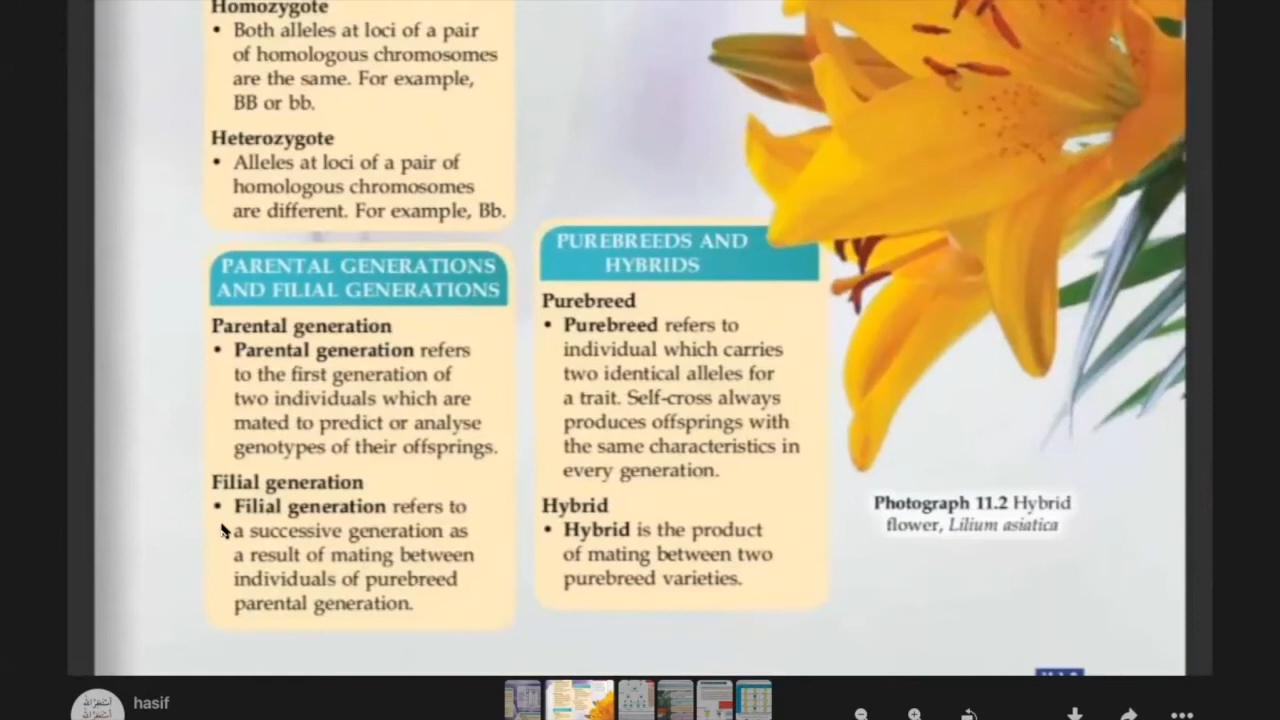 Homozygote
• Both alleles at loci of a pair
of homologous chromosomes
are the same. For example,
BB or bb.
Heterozygote
• Alleles at loci of a pair of
homologous chromosomes
are different. For example, Bb.
PARENTAL GENERATIONS
AND FILIAL GENERATIONS
Parental generation
• Parental generation refers
to the first generation of
two individuals which are
mated to predict or analyse
genotypes of their offsprings.
Filial generation
• Filial generation refers to
a successive generation as
a result of mating between
individuals of purebreed
parental generation.
PUREBREEDS AND
HYBRIDS
Purebreed
• Purebreed refers to
individual which carries
two identical alleles for
a trait. Self-cross always
produces offsprings with
the same characteristics in
every generation.
Hybrid
• Hybrid is the product
of mating between two
purebreed varieties.
Photograph 11.2 Hybrid
flower, Lilium asiatica
hasif